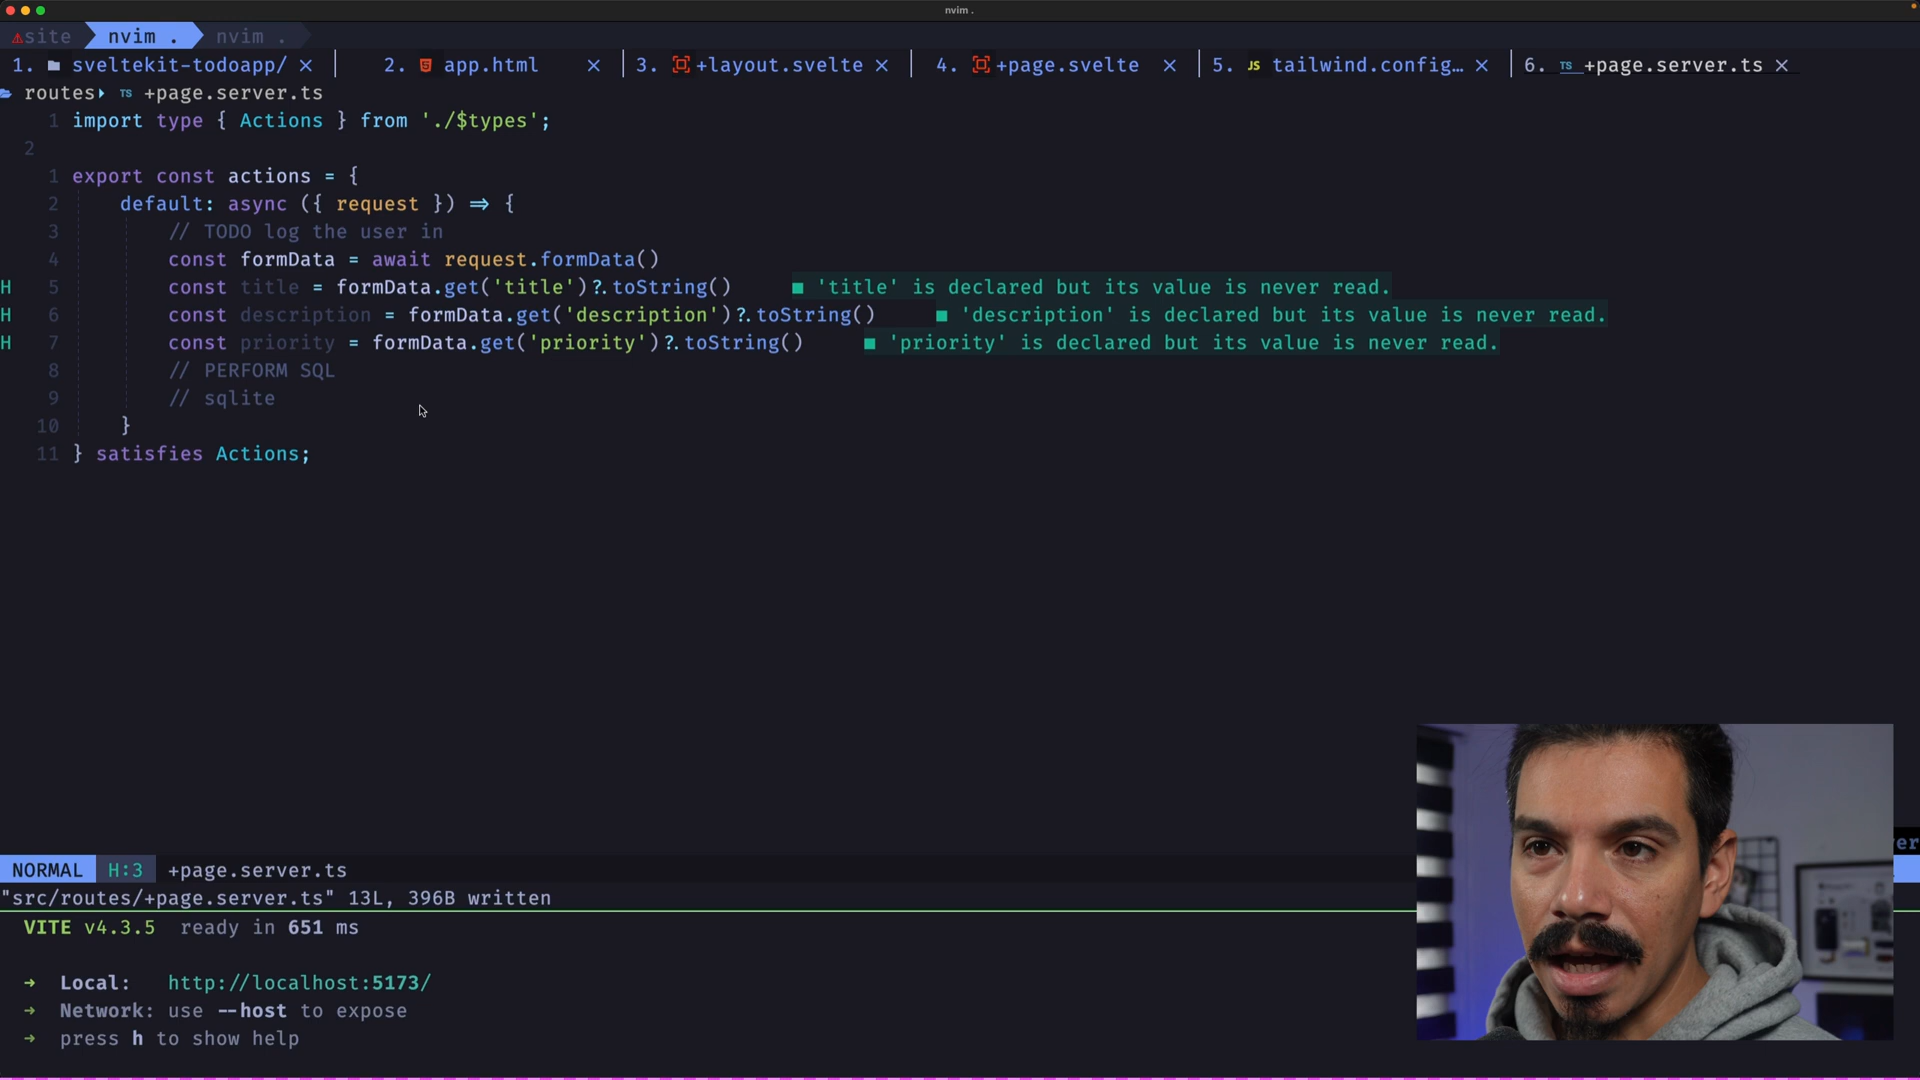 nvim .
site nvim . nvim .
1. sveltekit-todoapp/ × 2. app.html × 3. +layout.svelte × 4. +page.svelte × 5. JS tailwind.config… × 6. TS +page.server.ts ×
routes TS +page.server.ts
1 import type { Actions } from './$types';
2
1 export const actions = {
2 default: async ({ request }) => {
3 // TODO log the user in
4 const formData = await request.formData()
H 5 const title = formData.get('title')?.toString() ■ 'title' is declared but its value is never read.
H 6 const description = formData.get('description')?.toString() ■ 'description' is declared but its value is never read.
H 7 const priority = formData.get('priority')?.toString() ■ 'priority' is declared but its value is never read.
8 // PERFORM SQL
9 // sqlite
10 }
11 } satisfies Actions;
NORMAL H:3 +page.server.ts
"src/routes/+page.server.ts" 13L, 396B written
VITE v4.3.5 ready in 651 ms
➜ Local: http://localhost:5173/
➜ Network: use --host to expose
➜ press h to show help